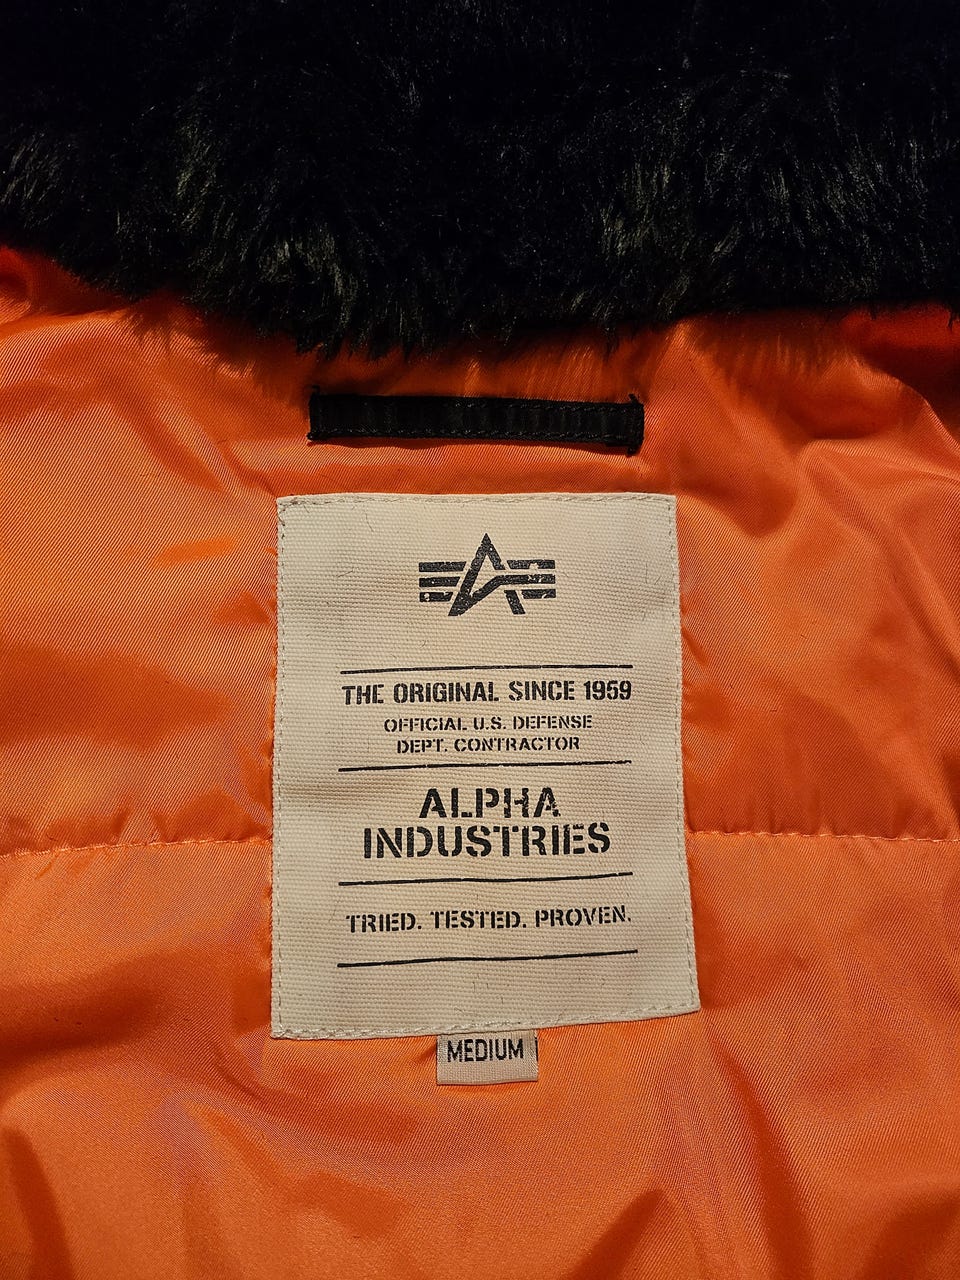 THE ORIGINAL SINCE 1959
OFFICIAL U.S. DEFENSE
DEPT. CONTRACTOR
ALPHA
INDUSTRIES
TRIED. TESTED. PROVEN.
MEDIUM